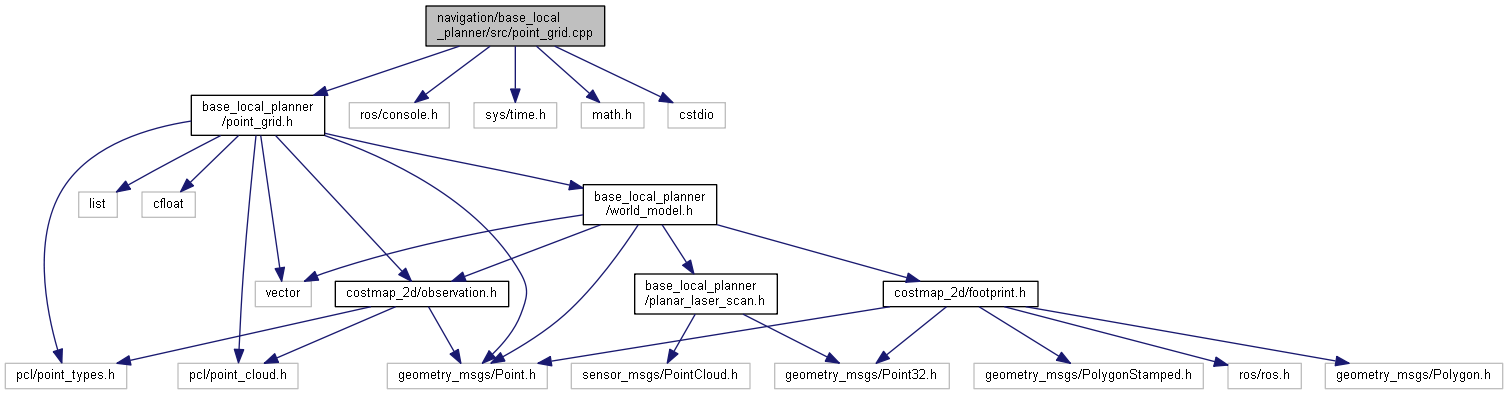 navigation/base_local
_planner/src/point_grid.cpp
base_local_planner
/point_grid.h
ros/console.h
sys/time.h
math.h
cstdio
list
cfloat
base_local_planner
/world_model.h
vector
costmap_2d/observation.h
base_local_planner
/planar_laser_scan.h
costmap_2d/footprint.h
pcl/point_types.h
pcl/point_cloud.h
geometry_msgs/Point.h
sensor_msgs/PointCloud.h
geometry_msgs/Point32.h
geometry_msgs/PolygonStamped.h
ros/ros.h
geometry_msgs/Polygon.h